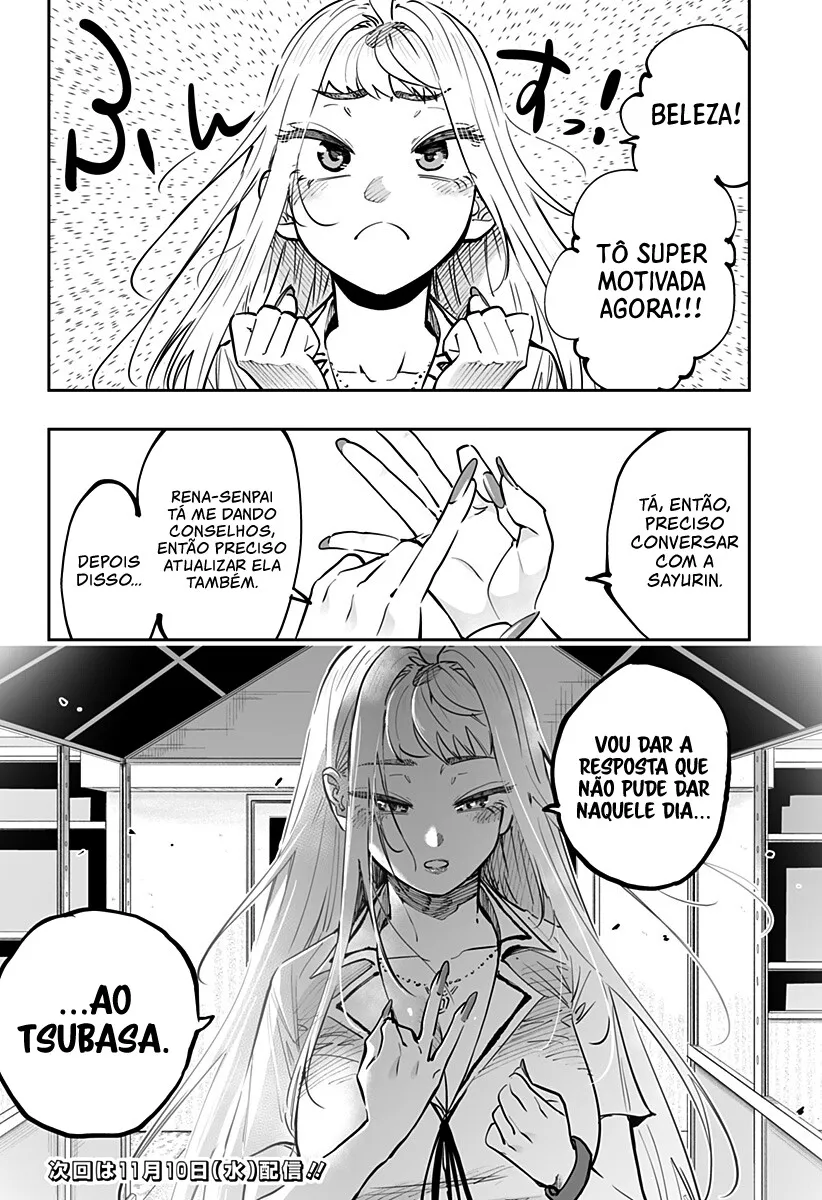 BELEZA!
TÔ SUPER
MOTIVADA
AGORA!!!
ふんすっ!
TÁ, ENTÃO,
PRECISO
CONVERSAR
COM A
SAYURIN.
RENA-SENPAI
TÁ ME DANDO
CONSELHOS,
ENTÃO PRECISO
ATUALIZAR ELA
TAMBÉM.
DEPOIS
DISSO...
VOU DAR A
RESPOSTA QUE
NÃO PUDE DAR
NAQUELE DIA...
...AO
TSUBASA.
次回は11月10日(水)配信!!